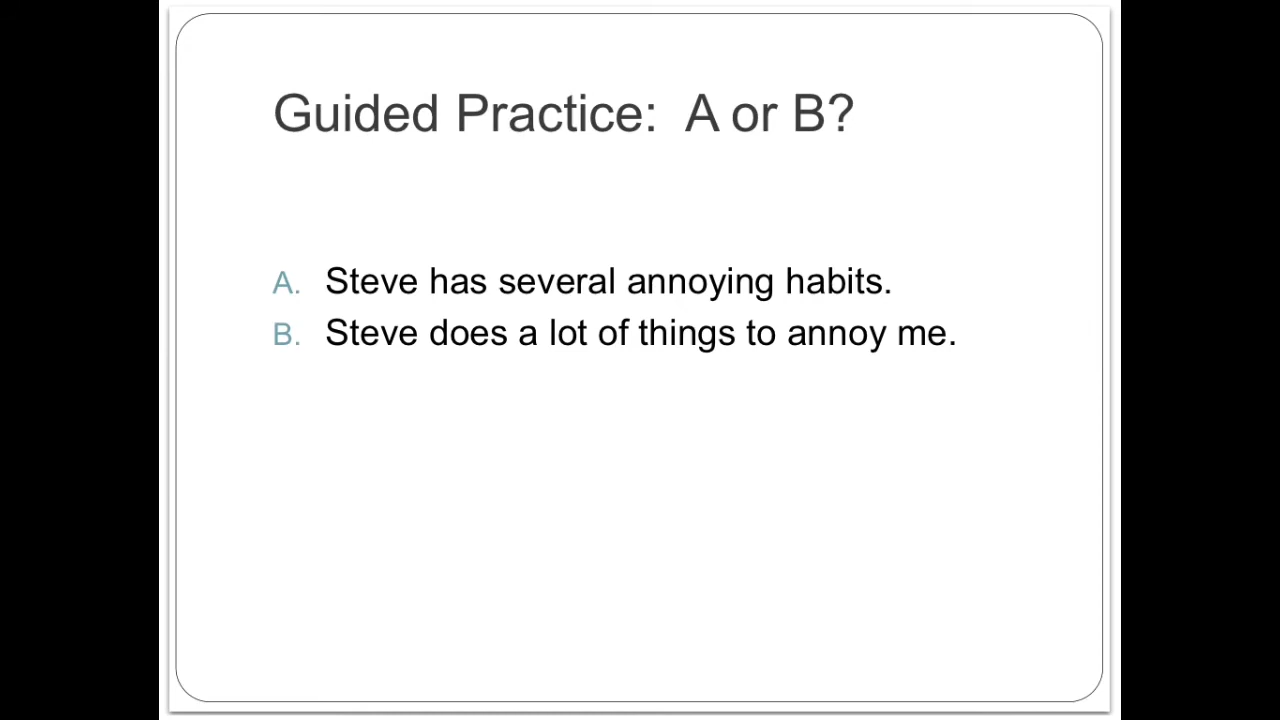 Guided Practice: A or B?
A. Steve has several annoying habits.
B. Steve does a lot of things to annoy me.